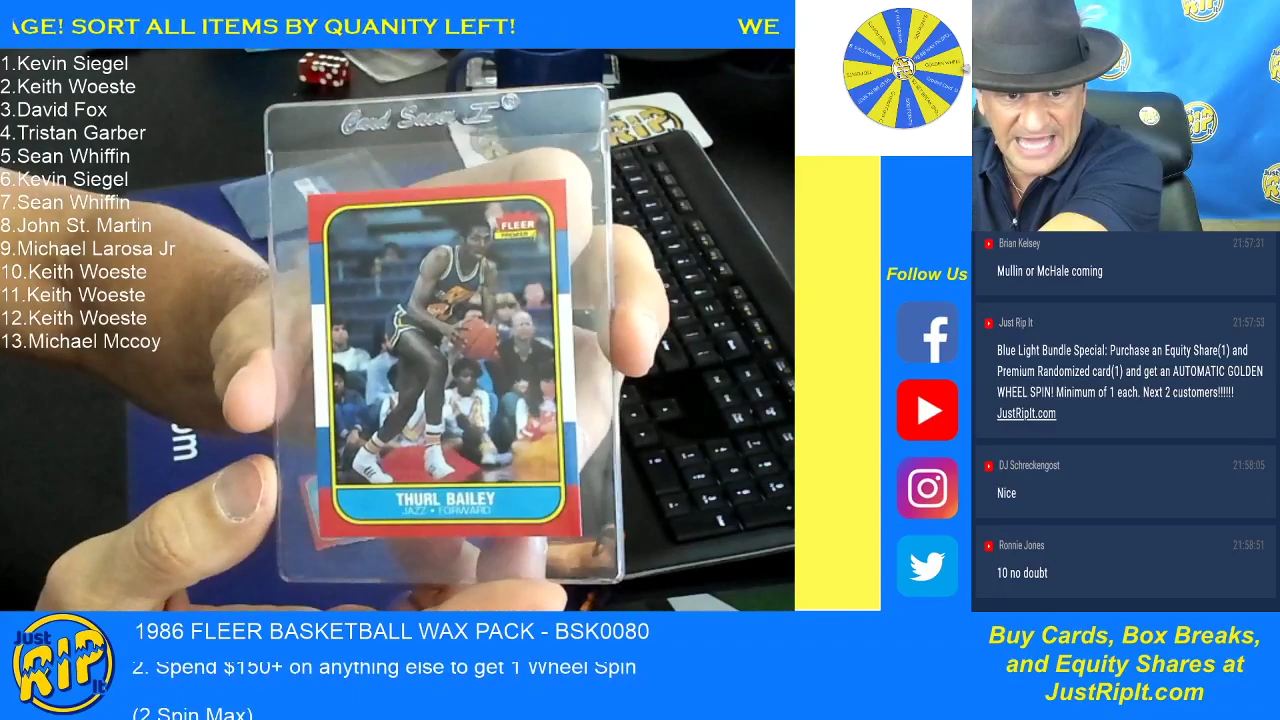 AGE! SORT ALL ITEMS BY QUANITY LEFT!
WE
1.Kevin Siegel
2.Keith Woeste
3.David Fox
4.Tristan Garber
5.Sean Whiffin
6.Kevin Siegel
7.Sean Whiffin
8.John St. Martin
9.Michael Larosa Jr
10.Keith Woeste
11.Keith Woeste
12.Keith Woeste
13.Michael Mccoy
Card Saver I®
RIP
FLEER
PREMIER
THURL BAILEY
JAZZ • FORWARD
om
GOLDEN WHEEL
Follow Us
Brian Kelsey
21:57:31
Mullin or McHale coming
Just Rip It
21:57:53
Blue Light Bundle Special: Purchase an Equity Share(1) and
Premium Randomized card(1) and get an AUTOMATIC GOLDEN
WHEEL SPIN! Minimum of 1 each. Next 2 customers!!!!!!
JustRipIt.com
DJ Schreckengost
21:58:05
Nice
Ronnie Jones
21:58:51
10 no doubt
Just
RIP
It
1986 FLEER BASKETBALL WAX PACK - BSK0080
2. Spend $150+ on anything else to get 1 Wheel Spin
(2 Spin Max)
Buy Cards, Box Breaks,
and Equity Shares at
JustRipIt.com